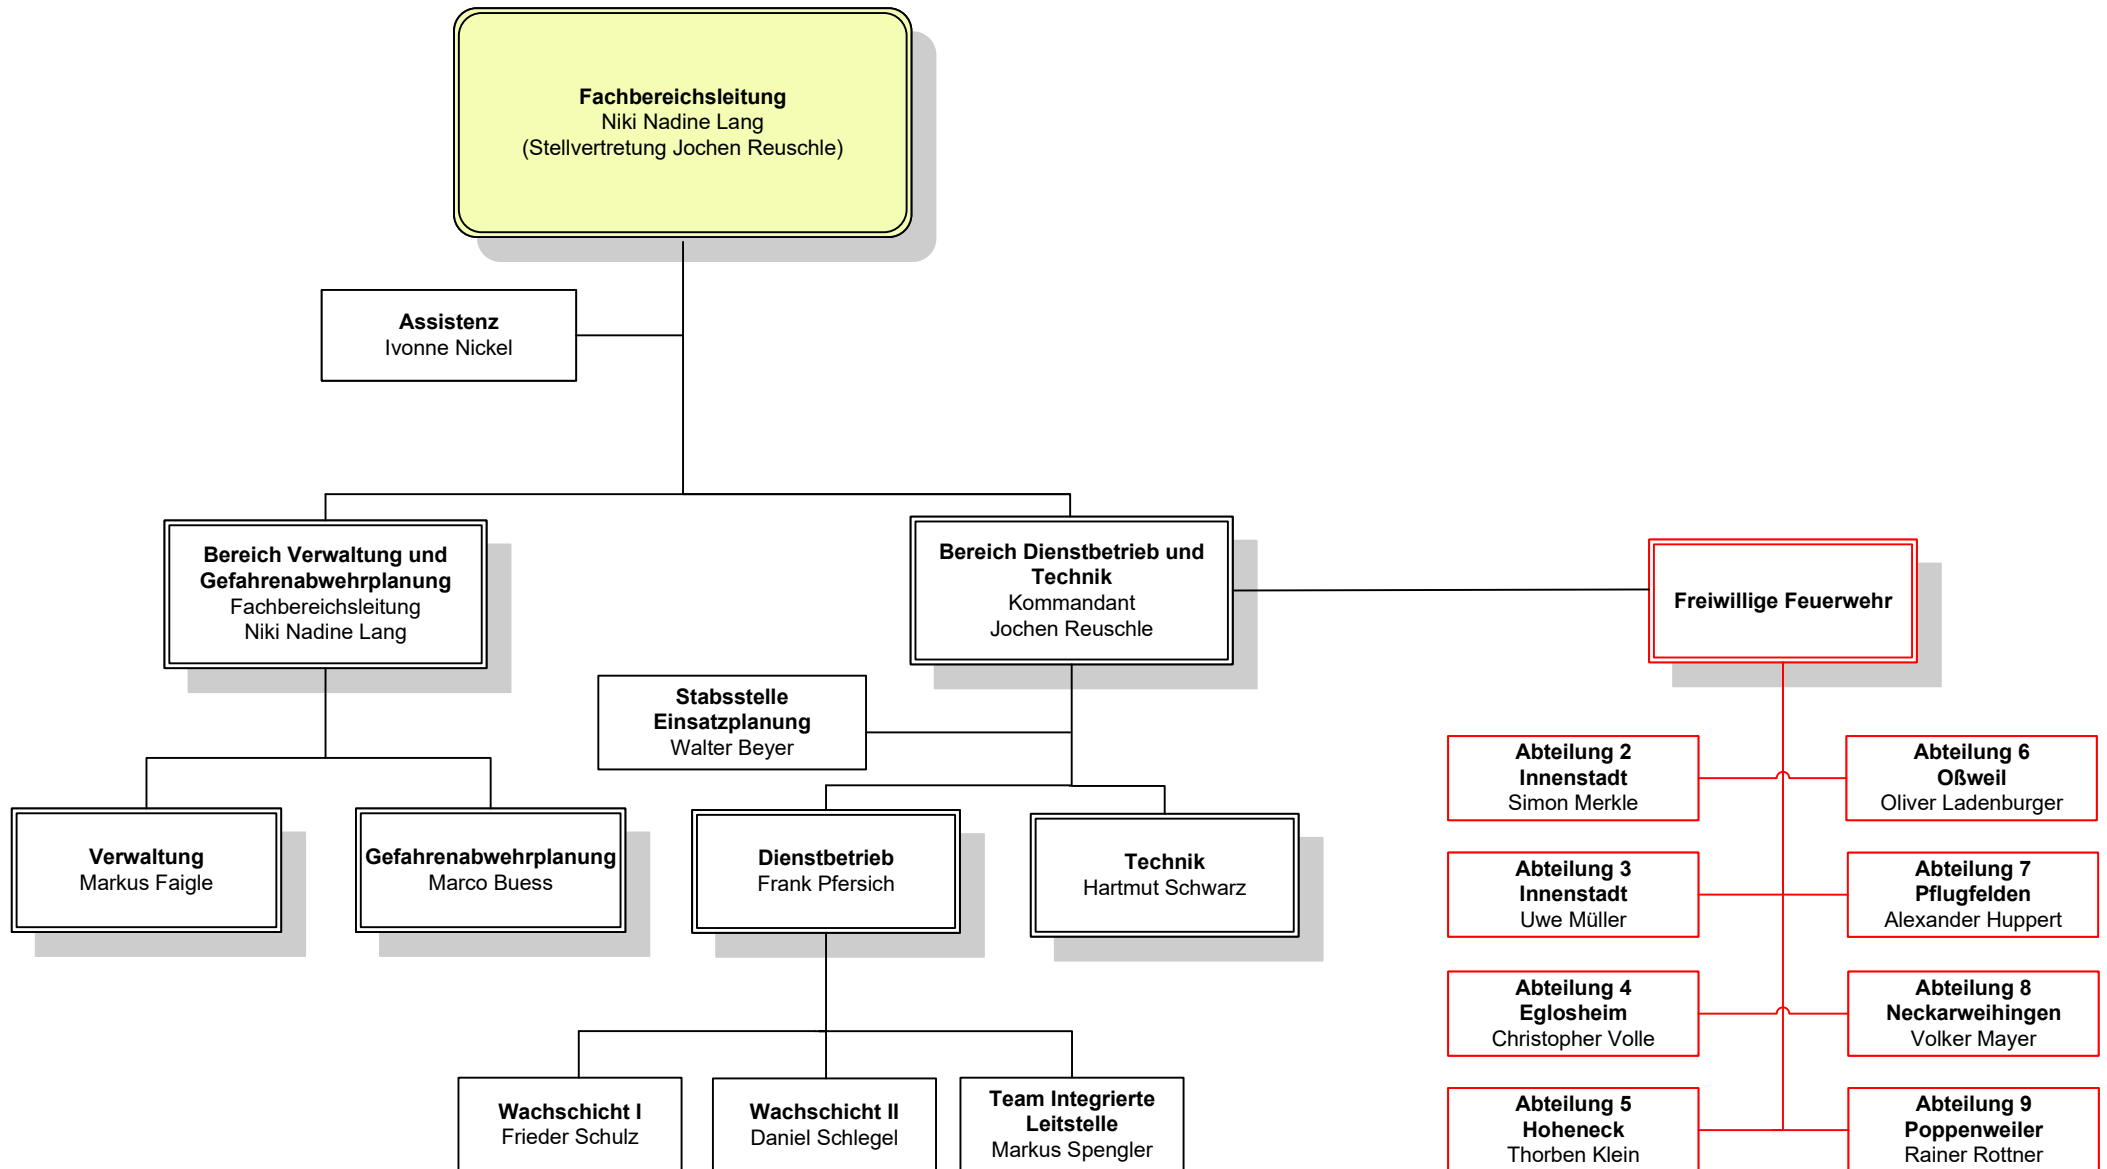 Fachbereichsleitung
Niki Nadine Lang
(Stellvertretung Jochen Reuschle)
Assistenz
Ivonne Nickel
Bereich Verwaltung und
Gefahrenabwehrplanung
Fachbereichsleitung
Niki Nadine Lang
Bereich Dienstbetrieb und
Technik
Kommandant
Jochen Reuschle
Freiwillige Feuerwehr
Stabsstelle
Einsatzplanung
Walter Beyer
Verwaltung
Markus Faigle
Gefahrenabwehrplanung
Marco Buess
Dienstbetrieb
Frank Pfersich
Technik
Hartmut Schwarz
Wachschicht I
Frieder Schulz
Wachschicht II
Daniel Schlegel
Team Integrierte
Leitstelle
Markus Spengler
Abteilung 2
Innenstadt
Simon Merkle
Abteilung 6
Oßweil
Oliver Ladenburger
Abteilung 3
Innenstadt
Uwe Müller
Abteilung 7
Pflugfelden
Alexander Huppert
Abteilung 4
Eglosheim
Christopher Volle
Abteilung 8
Neckarweihingen
Volker Mayer
Abteilung 5
Hoheneck
Thorben Klein
Abteilung 9
Poppenweiler
Rainer Rottner